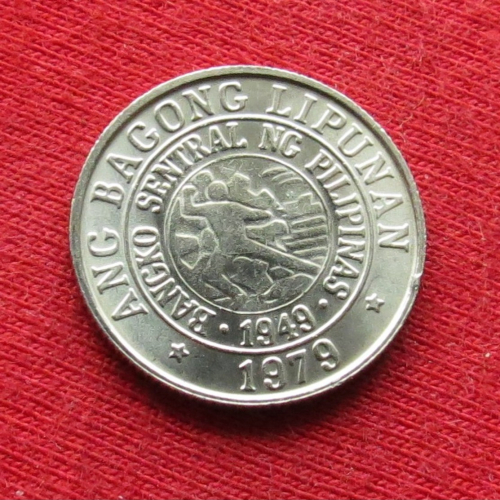 ANG BAGONG LIPUNAN
BANGKO SENTRAL NG PILIPINAS
1949
1979